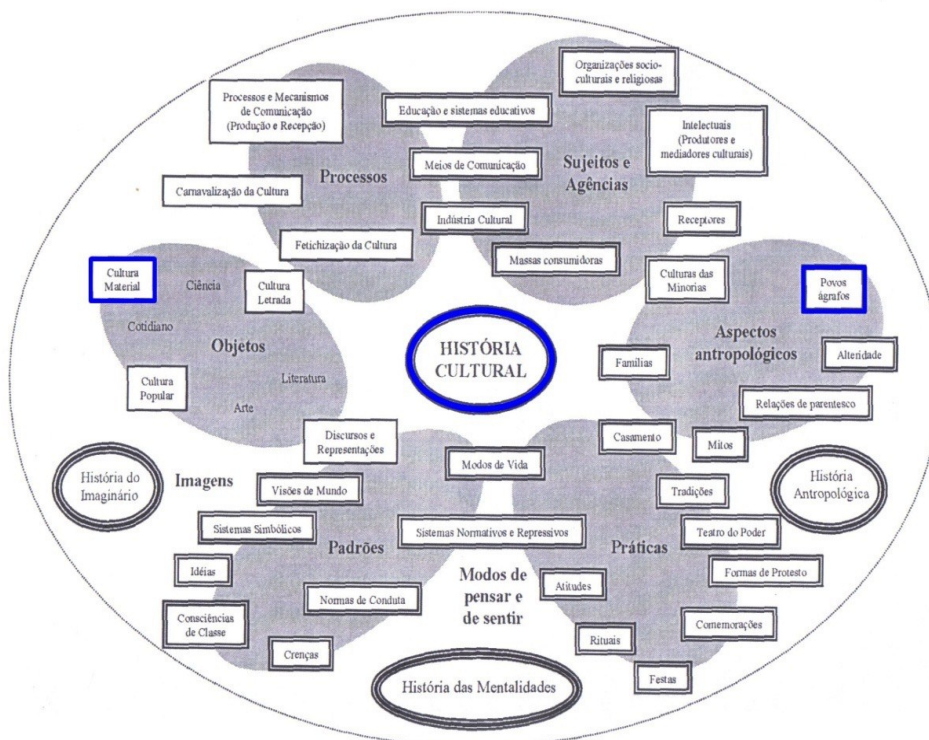 Organizações socio-
culturais e religiosas
Processos e Mecanismos
de Comunicação
(Produção e Recepção)
Educação e sistemas educativos
Intelectuais
(Produtores e
mediadores culturais)
Processos
Meios de Comunicação
Sujeitos e
Agências
Carnavalização da Cultura
Indústria Cultural
Receptores
Fetichização da Cultura
Massas consumidoras
Cultura
Material
Ciência
Cultura
Letrada
Culturas das
Minorias
Povos
ágrafos
Cotidiano
Objetos
HISTÓRIA
CULTURAL
Aspectos
antropológicos
Famílias
Alteridade
Cultura
Popular
Literatura
Arte
Relações de parentesco
Discursos e
Representações
Casamento
Mitos
História do
Imaginário
Imagens
Modos de Vida
História
Antropológica
Visões de Mundo
Tradições
Sistemas Simbólicos
Padrões
Sistemas Normativos e Repressivos
Práticas
Teatro do Poder
Idéias
Modos de
pensar e
de sentir
Atitudes
Formas de Protesto
Normas de Conduta
Consciências
de Classe
Comemorações
Crenças
Rituais
História das Mentalidades
Festas